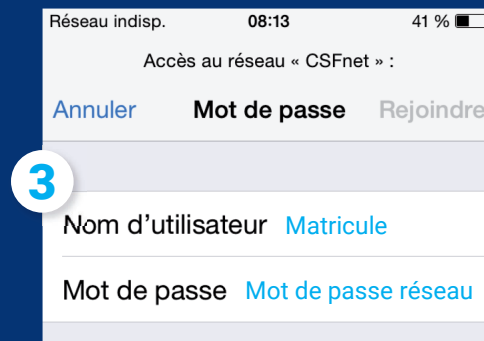 Réseau indisp. 08:13 41 %
Accès au réseau « CSFnet » :
Annuler Mot de passe Rejoindre
3
Nom d’utilisateur Matricule
Mot de passe Mot de passe réseau